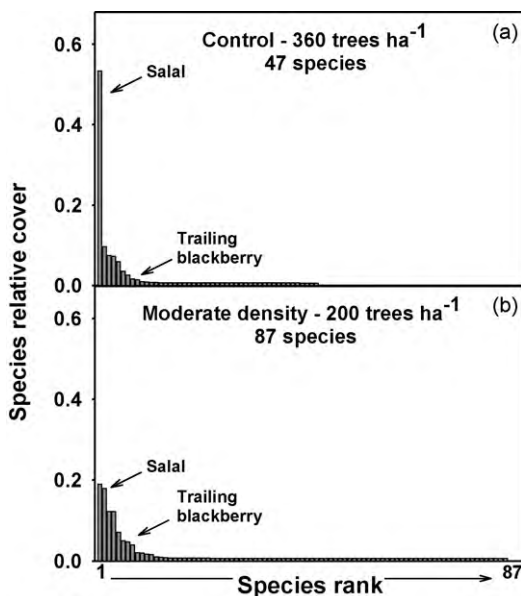 0.6
Control - 360 trees ha-1
(a)
47 species
Salal
0.4
0.2
Trailing
blackberry
0.0
Species relative cover
0.6
Moderate density - 200 trees ha-1
(b)
87 species
0.4
0.2
Salal
Trailing
blackberry
0.0
1
Species rank
87